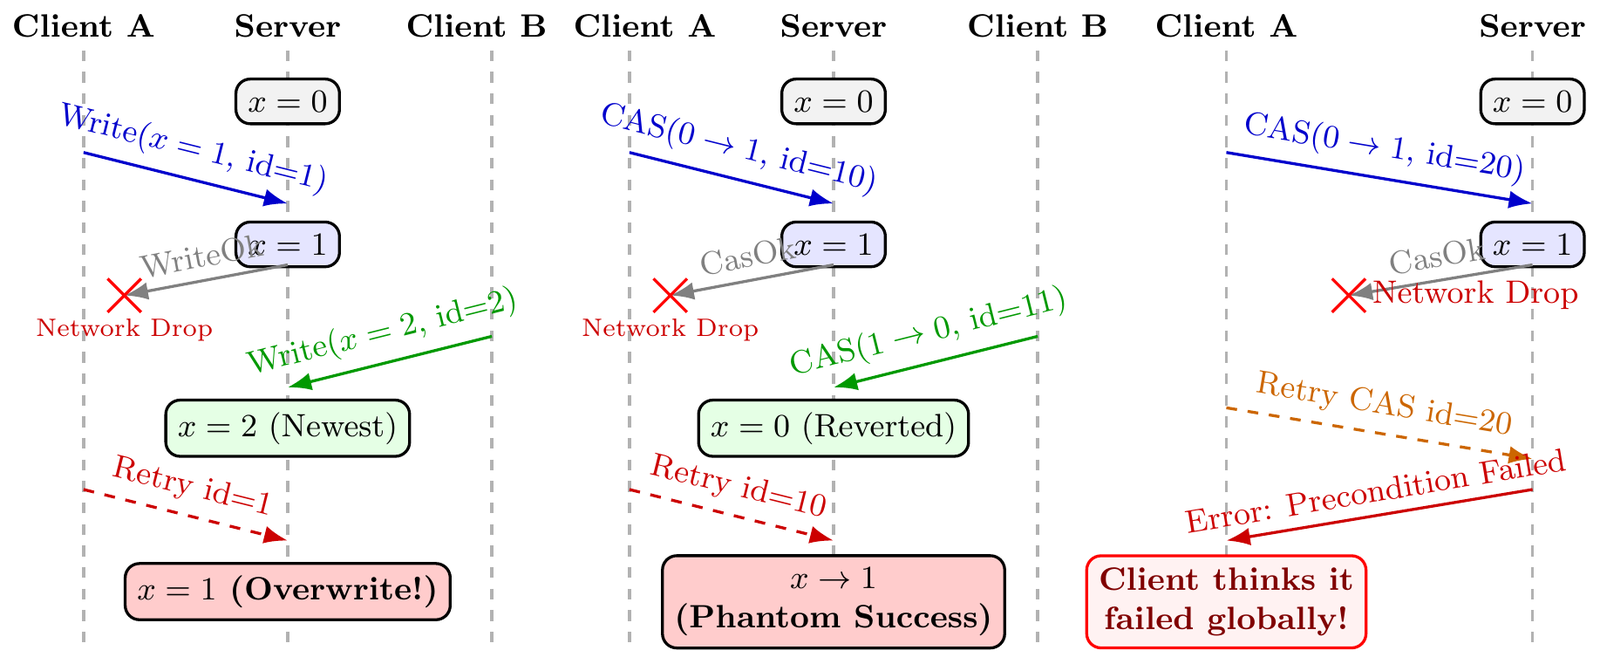 Client A
Server
Client B
x = 0
Write(x = 1, id=1)
x = 1
WriteOk
Network Drop
Write(x = 2, id=2)
x = 2 (Newest)
Retry id=1
x = 1 (Overwrite!)
Client A
Server
Client B
x = 0
CAS(0 → 1, id=10)
x = 1
CasOk
Network Drop
CAS(1 → 0, id=11)
x = 0 (Reverted)
Retry id=10
x → 1
(Phantom Success)
Client A
Server
x = 0
CAS(0 → 1, id=20)
x = 1
CasOk
Network Drop
Retry CAS id=20
Error: Precondition Failed
Client thinks it
failed globally!